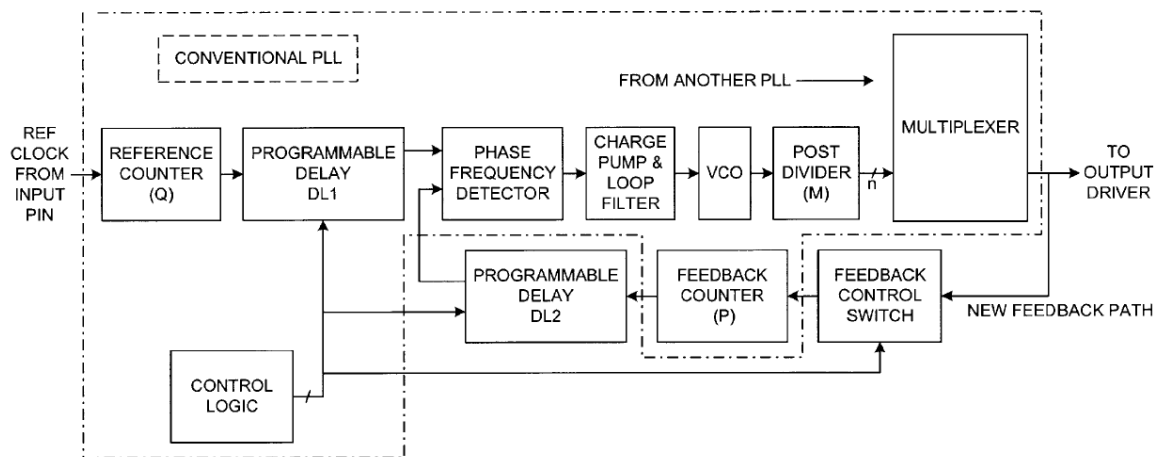 CONVENTIONAL PLL
FROM ANOTHER PLL
MULTIPLEXER
REF
CLOCK
FROM
INPUT
PIN
REFERENCE
COUNTER
(Q)
PROGRAMMABLE
DELAY
DL1
PHASE
FREQUENCY
DETECTOR
CHARGE
PUMP &
LOOP
FILTER
VCO
POST
DIVIDER
(M)
n
TO
OUTPUT
DRIVER
PROGRAMMABLE
DELAY
DL2
FEEDBACK
COUNTER
(P)
FEEDBACK
CONTROL
SWITCH
NEW FEEDBACK PATH
CONTROL
LOGIC